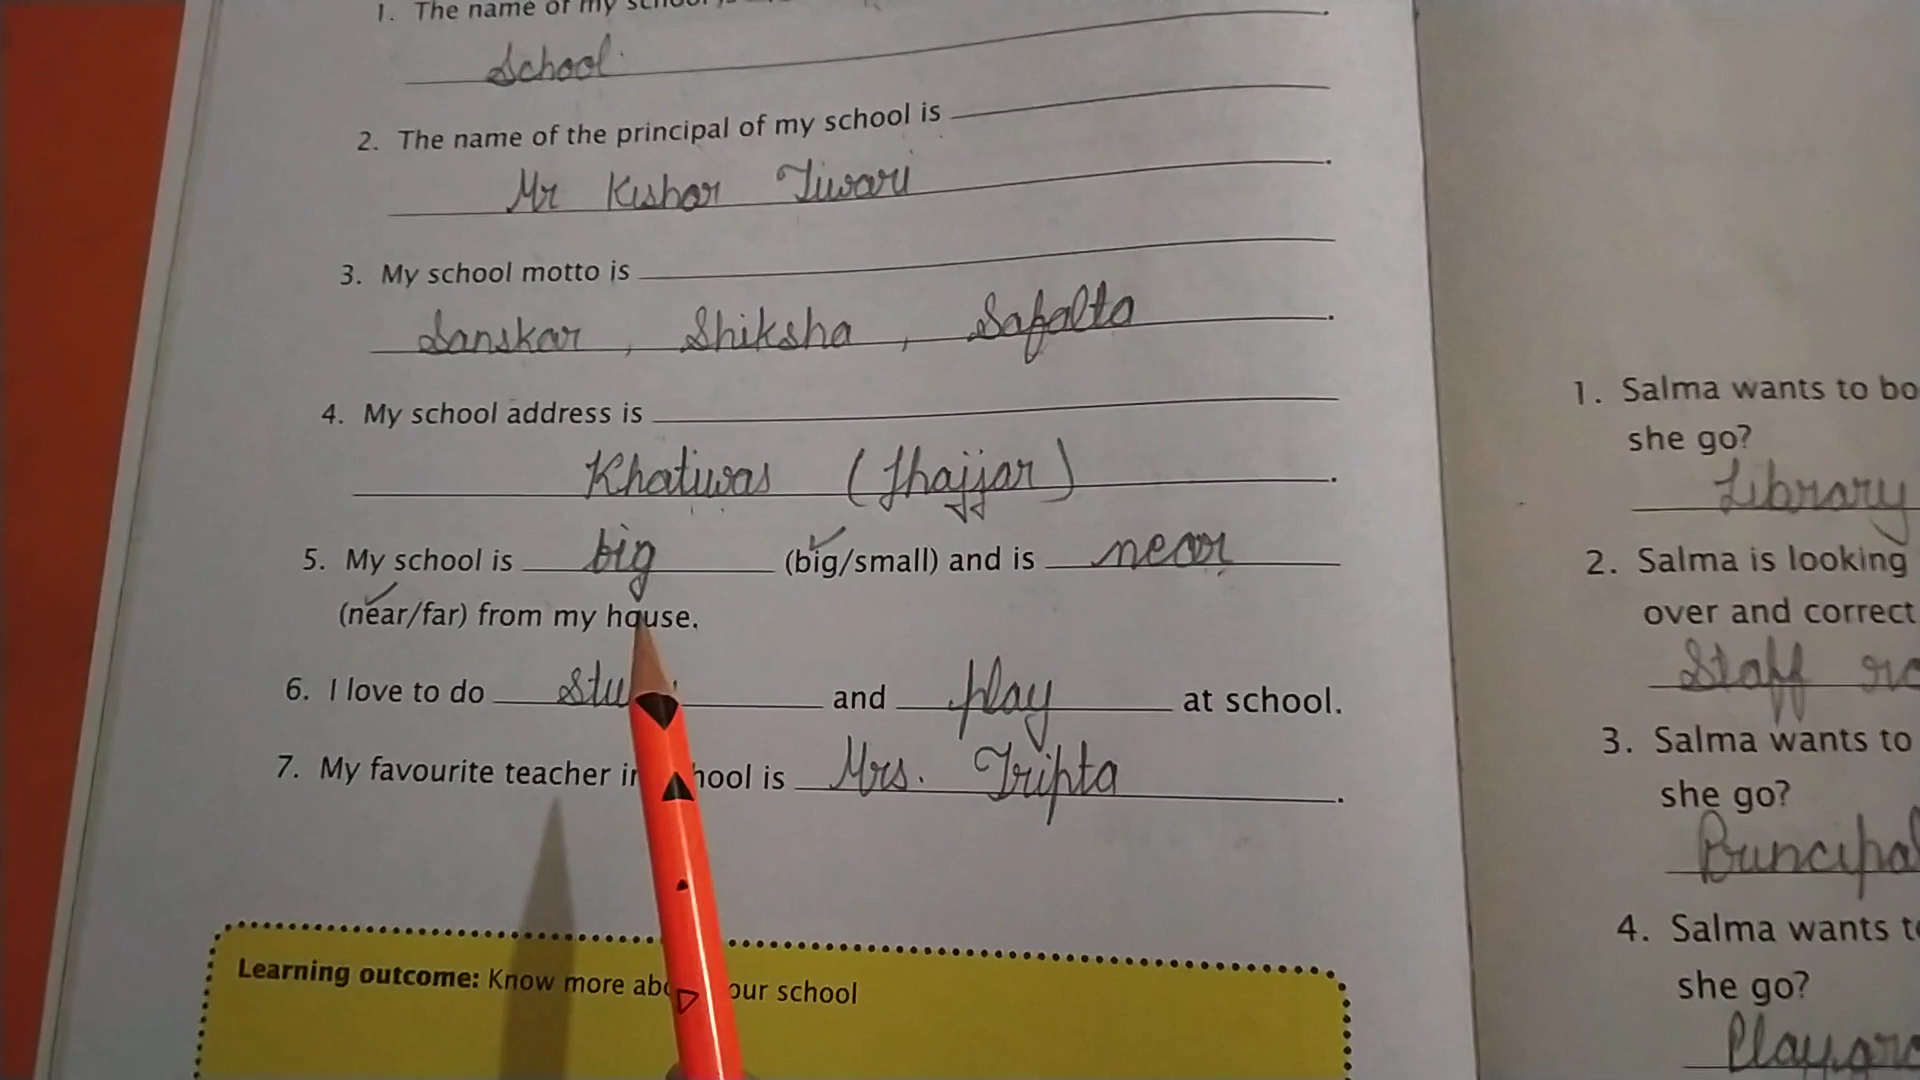 1. The name of my school is
School.
2. The name of the principal of my school is
Mr Kishor Tiwari
3. My school motto is
Sanskar, Shiksha, Safalta.
4. My school address is
Khatiwas (Jhajjar).
5. My school is big (big/small) and is near
(near/far) from my house.
6. I love to do and play at school.
7. My favourite teacher in is Mrs. Tripta.
Learning outcome: Know more our school
1. Salma wants to
she go?
Library
2. Salma is looking
over and correct
Staff
3. Salma wants to
she go?
4. Salma wants
she go?